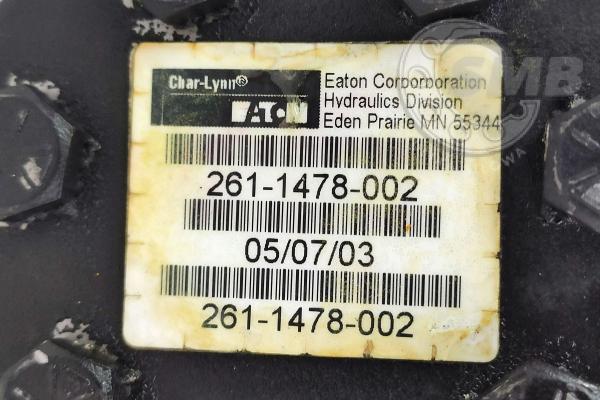 Char-Lynn®
Eaton Corporporation
Hydraulics Division
Eden Prairie MN 55344
261-1478-002
05/07/03
261-1478-002
SMB